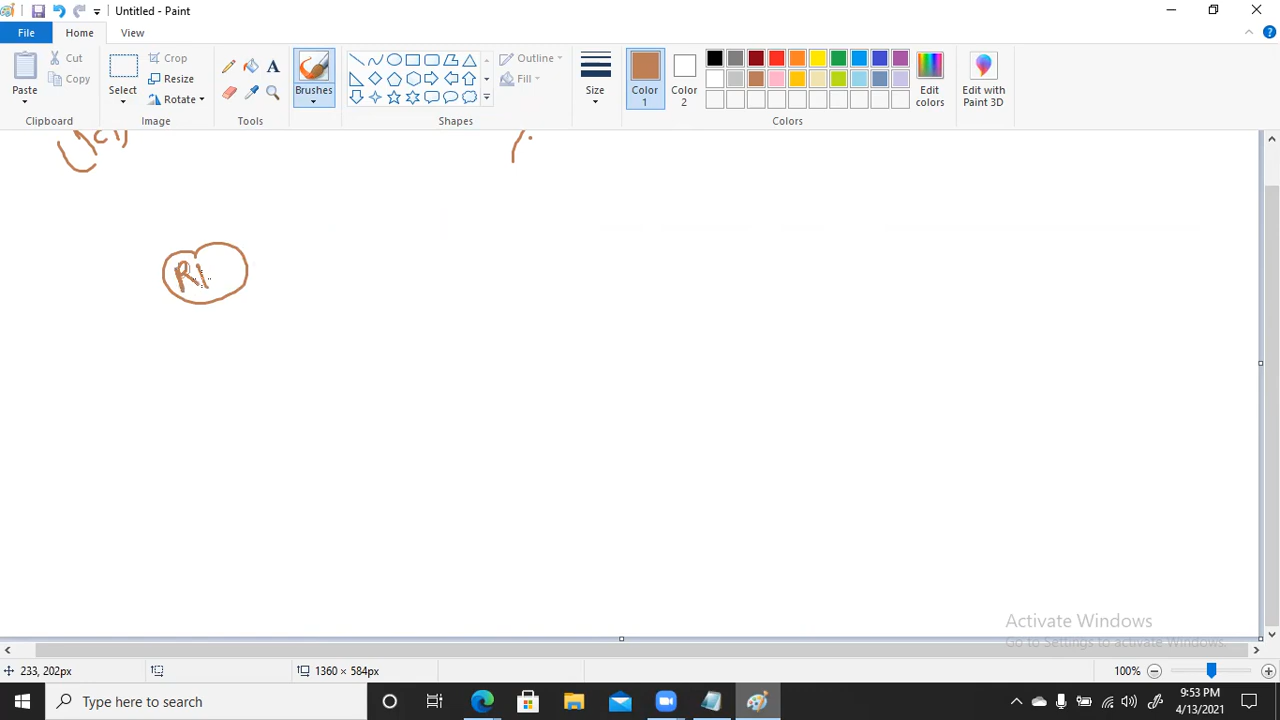 Untitled - Paint
File Home View
Paste
Cut
Copy
Clipboard
Select
Crop
Resize
Rotate
Image
A
Tools
Brushes
Shapes
Outline
Fill
Size
Color 1
Color 2
Edit colors
Colors
Edit with Paint 3D
Activate Windows
Go to Settings to activate Windows.
233, 202px
1360 × 584px
100%
Type here to search
9:53 PM
4/13/2021